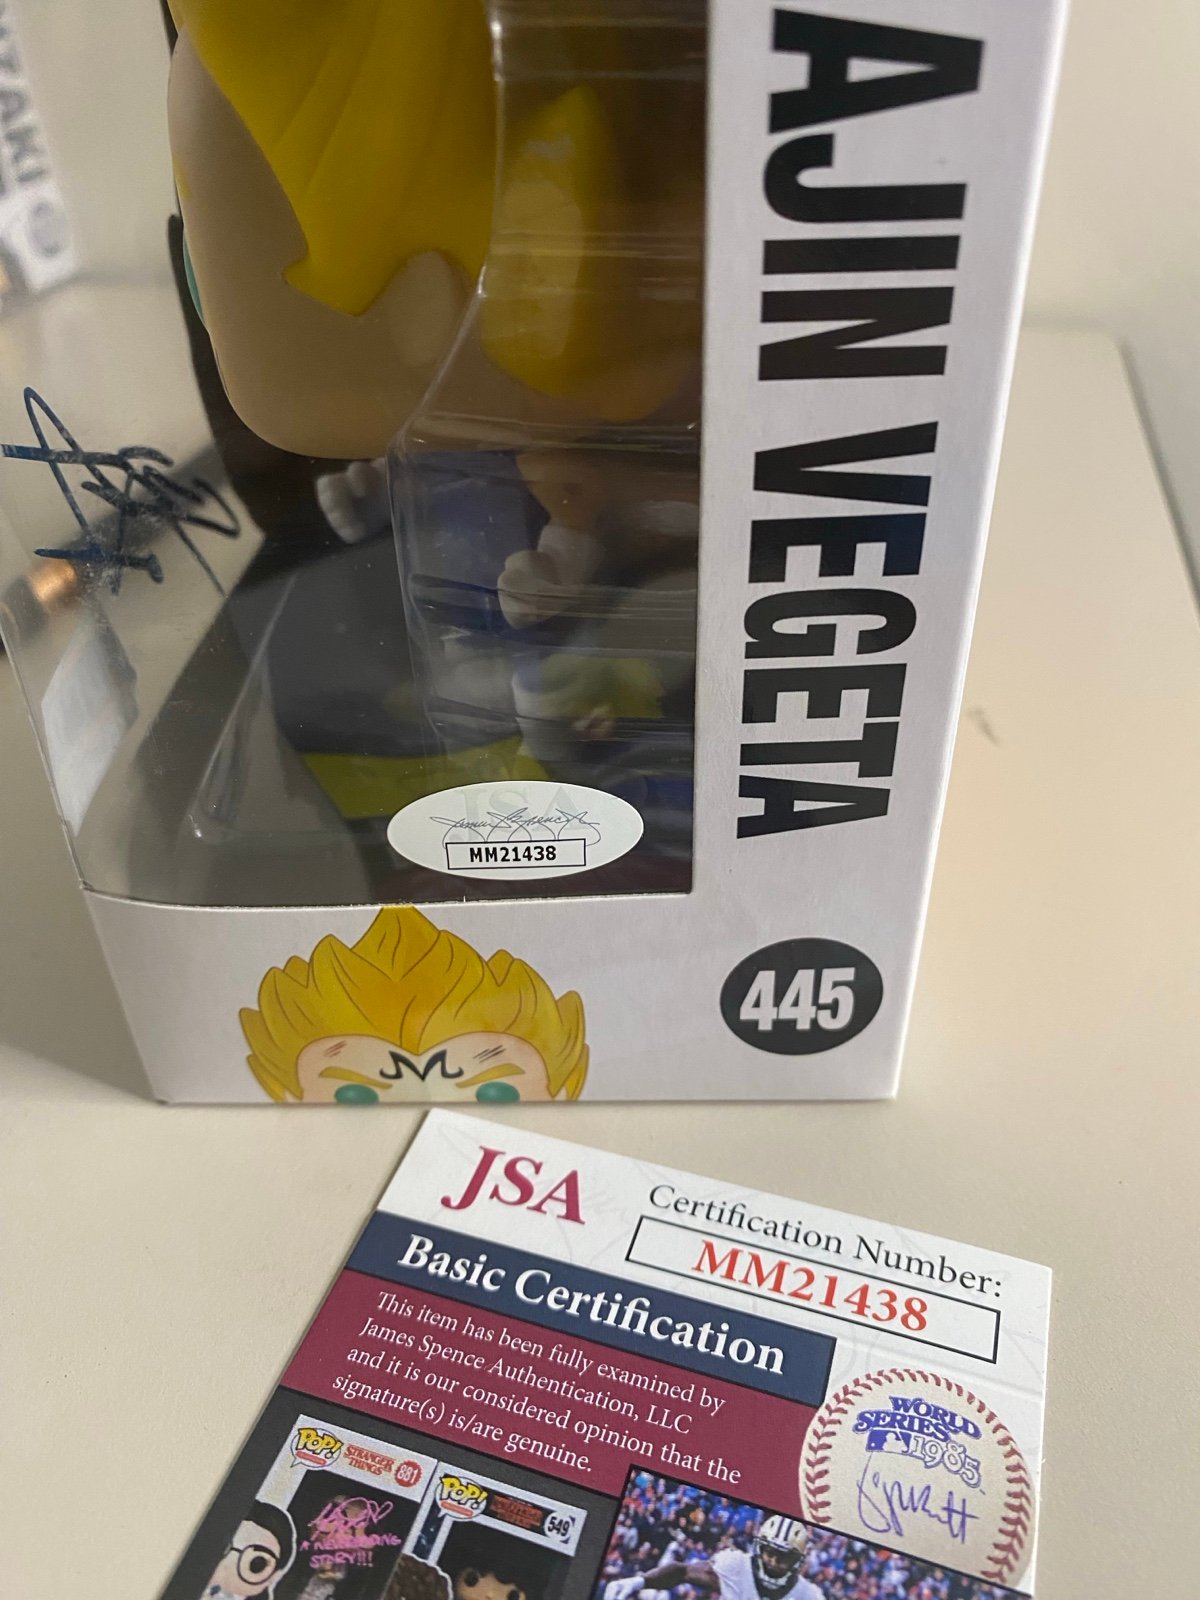 AJIN VEGETA
JSA
MM21438
445
JSA
Certification Number:
MM21438
Basic Certification
This item has been fully examined by
James Spence Authentication, LLC
and it is our considered opinion that the
signature(s) is/are genuine.
WORLD
SERIES
1985
POP!
STRANGER
THINGS
881
A NEVERENDING
STORY!!!
POP!
549